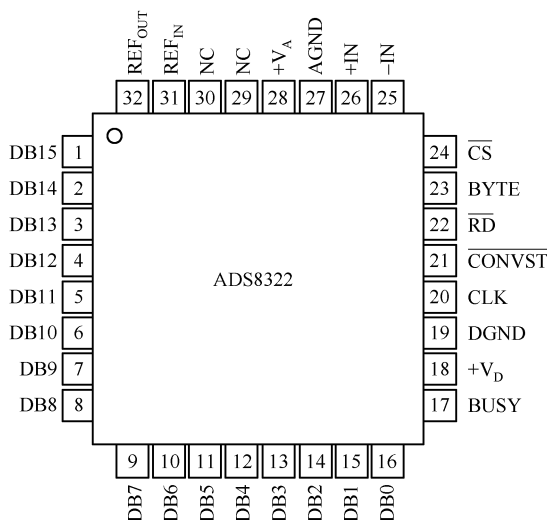 REF_OUT
REF_IN
NC
NC
+V_A
AGND
+IN
−IN
32 31 30 29 28 27 26 25
DB15 1
DB14 2
DB13 3
DB12 4
DB11 5
DB10 6
DB9 7
DB8 8
ADS8322
24 C̅S̅
23 BYTE
22 R̅D̅
21 C̅O̅N̅V̅S̅T̅
20 CLK
19 DGND
18 +V_D
17 BUSY
9 10 11 12 13 14 15 16
DB7
DB6
DB5
DB4
DB3
DB2
DB1
DB0